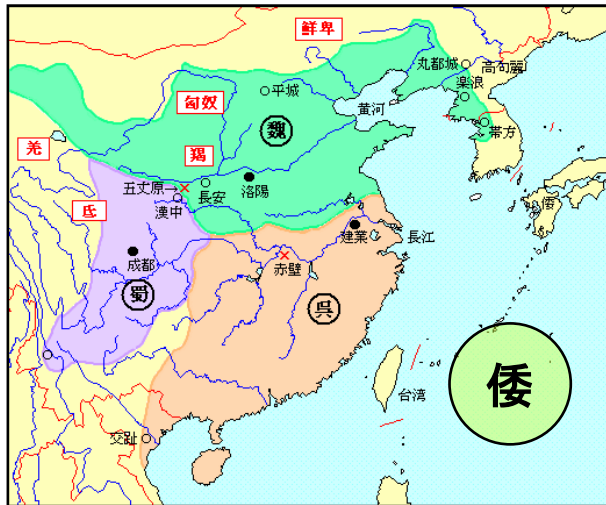 鮮卑
丸都城
高句麗
楽浪
匈奴
平城
黄河
帯方
魏
羌
羯
五丈原→
長安
洛陽
漢中
倭
氐
建業
長江
成都
赤壁
蜀
呉
倭
台湾
交趾